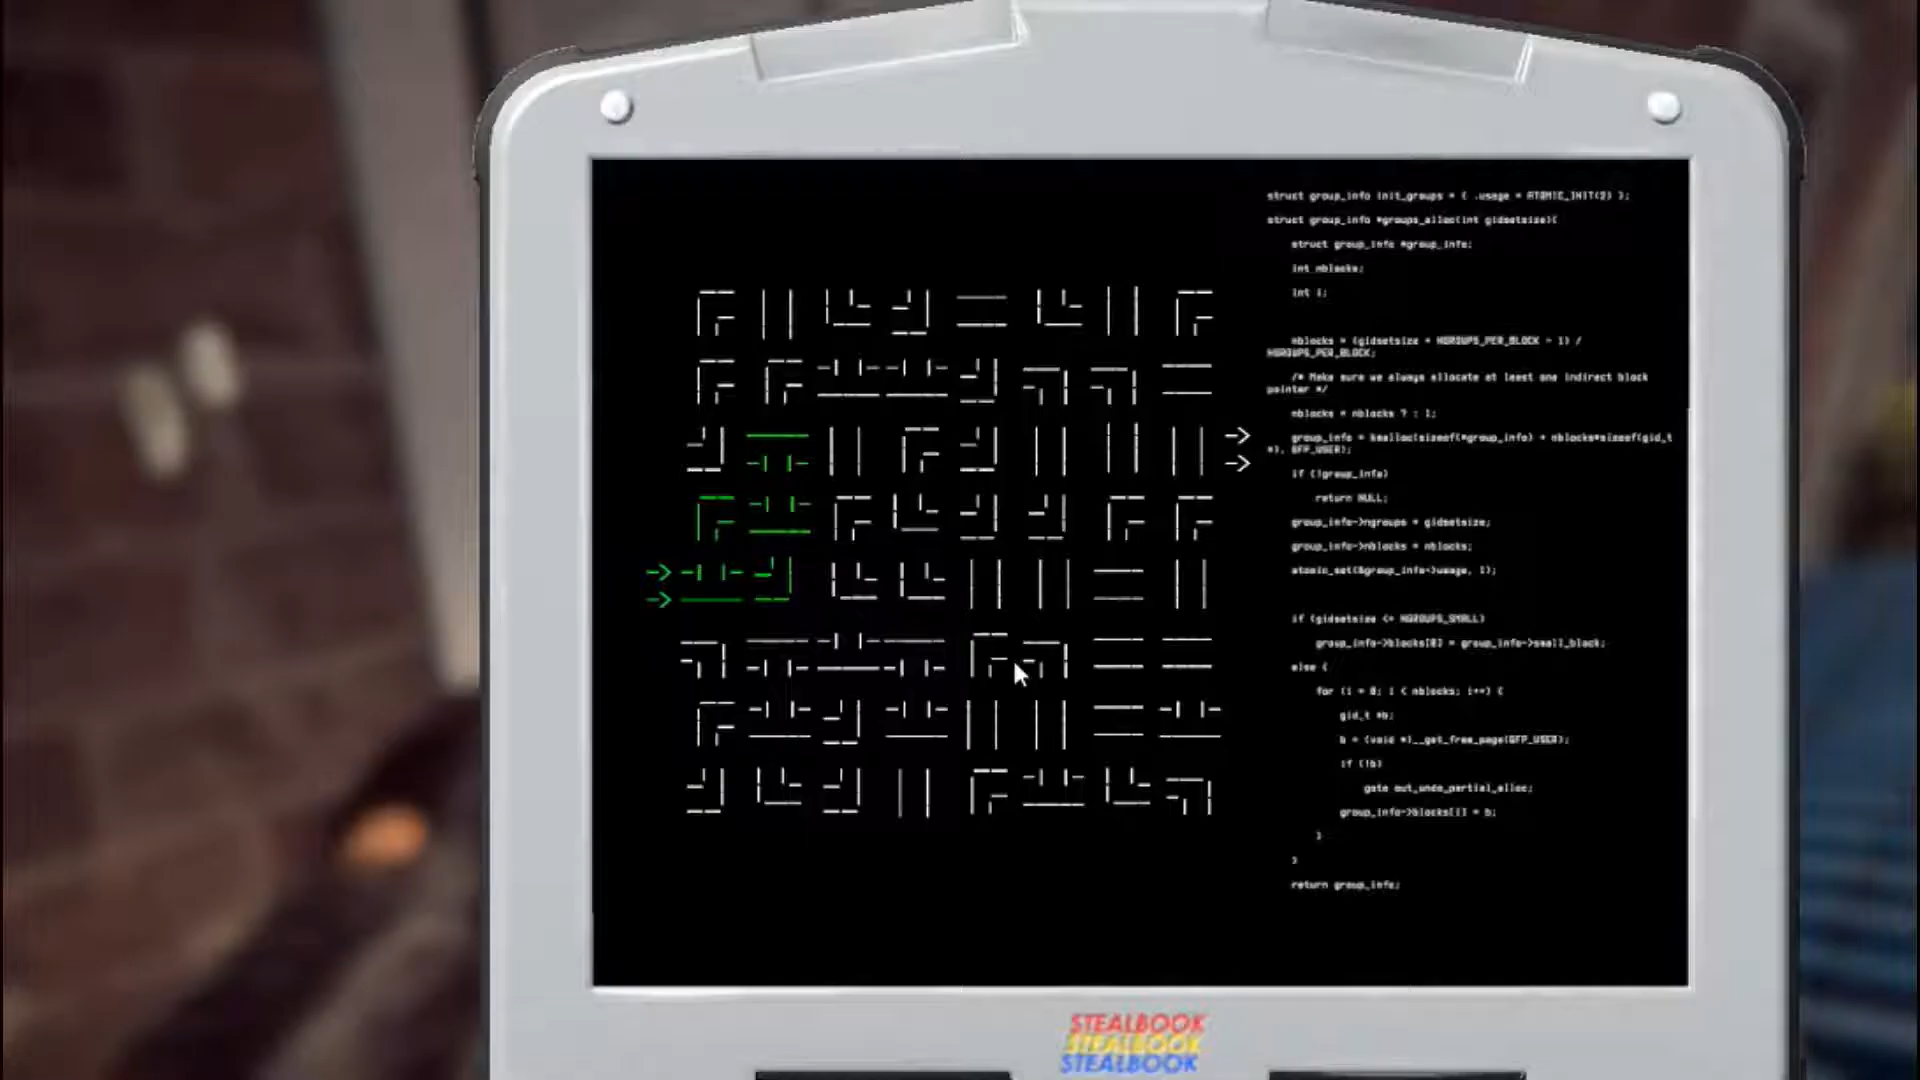 struct group_info init_groups = { .usage = ATOMIC_INIT(2) };
struct group_info *groups_alloc(int gidsetsize){
struct group_info *group_info;
int nblocks;
int i;
nblocks = (gidsetsize + NGROUPS_PER_BLOCK - 1) /
NGROUPS_PER_BLOCK;
/* Make sure we always allocate at least one indirect block
pointer */
nblocks = nblocks ? : 1;
group_info = kmalloc(sizeof(*group_info) + nblocks*sizeof(gid_t
*), GFP_USER);
if (!group_info)
return NULL;
group_info->ngroups = gidsetsize;
group_info->nblocks = nblocks;
atomic_set(&group_info->usage, 1);
if (gidsetsize <= NGROUPS_SMALL)
group_info->blocks[0] = group_info->small_block;
else {
for (i = 0; i < nblocks; i++) {
gid_t *b;
b = (void *)__get_free_page(GFP_USER);
if (!b)
goto out_undo_partial_alloc;
group_info->blocks[i] = b;
}
}
return group_info;
STEALBOOK
STEALBOOK
STEALBOOK